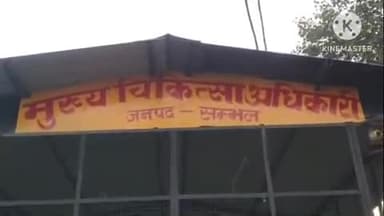 KINEMASTER
मुख्य चिकित्सा अधिकारी
जनपद - सम्भल